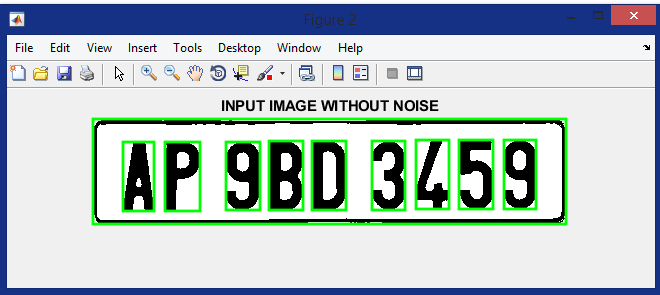 Figure 2
File Edit View Insert Tools Desktop Window Help
INPUT IMAGE WITHOUT NOISE
AP 9BD 3459